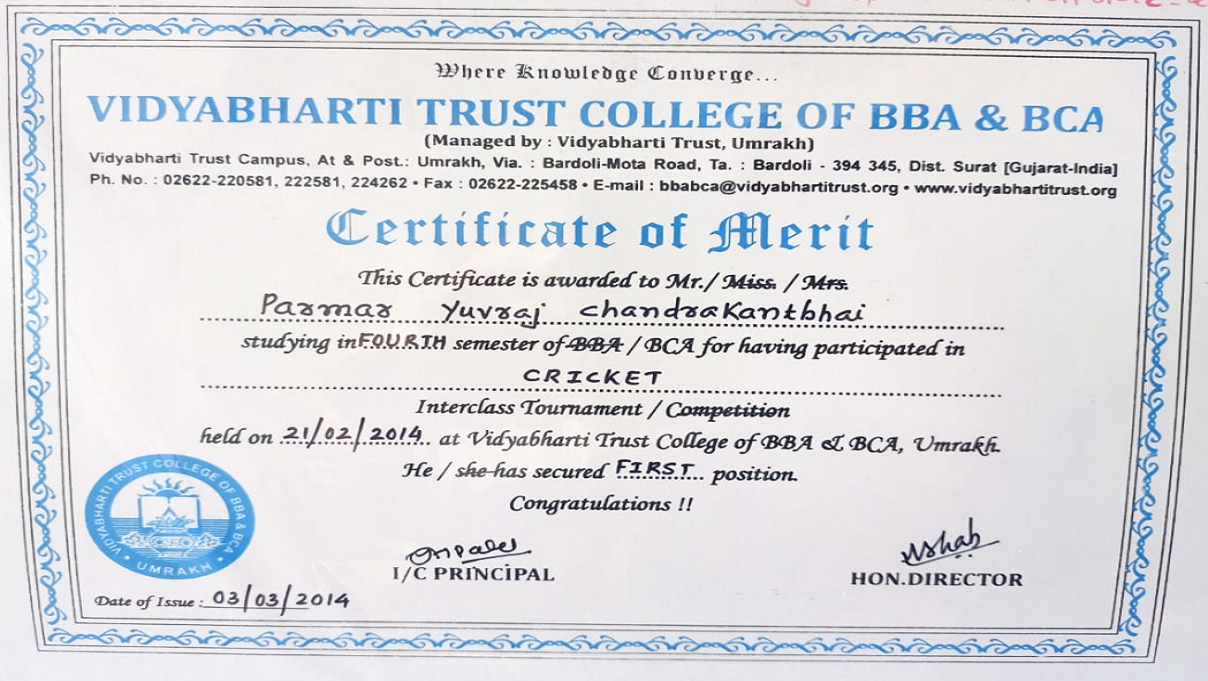 Where Knowledge Converge...
VIDYABHARTI TRUST COLLEGE OF BBA & BCA
(Managed by : Vidyabharti Trust, Umrakh)
Vidyabharti Trust Campus, At & Post.: Umrakh, Via. : Bardoli-Mota Road, Ta. : Bardoli - 394 345, Dist. Surat [Gujarat-India]
Ph. No. : 02622-220581, 222581, 224262 • Fax : 02622-225458 • E-mail : bbabca@vidyabhartitrust.org • www.vidyabhartitrust.org
Certificate of Merit
This Certificate is awarded to Mr./ Miss. / Mrs.
Parmar Yuvraj chandrakantbhai
studying in FOURTH semester of BBA / BCA for having participated in
CRICKET
Interclass Tournament / Competition
held on 21/02/2014 at Vidyabharti Trust College of BBA & BCA, Umrakh.
He / she has secured FIRST position.
Congratulations !!
VIDYABHARTI TRUST COLLEGE OF BBA & BCA
• UMRAKH •
I/C PRINCIPAL
HON.DIRECTOR
Date of Issue : 03/03/2014